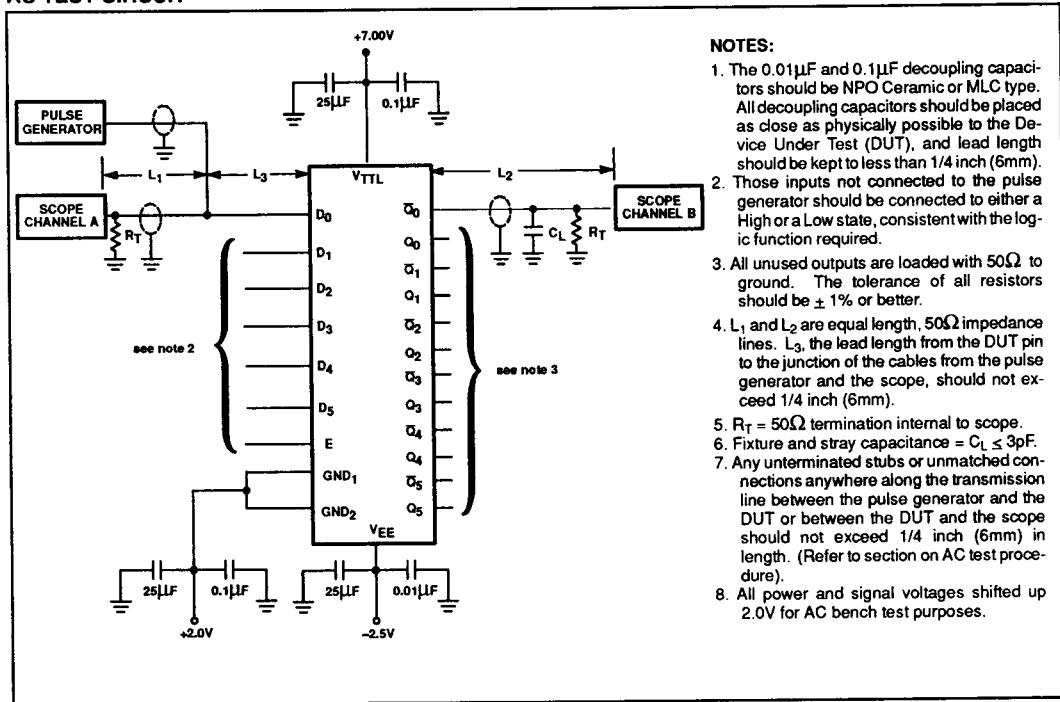 +7.00V
25μF
0.1μF
PULSE
GENERATOR
L1
L3
VTTL
L2
SCOPE
CHANNEL A
RT
D0
Q̅0
SCOPE
CHANNEL B
CL
RT
D1
D2
D3
D4
D5
E
GND1
GND2
VEE
Q0
Q̅1
Q1
Q̅2
Q2
Q̅3
Q3
Q̅4
Q4
Q̅5
Q5
see note 2
see note 3
25μF
0.1μF
+2.0V
25μF
0.01μF
−2.5V
NOTES:
1. The 0.01μF and 0.1μF decoupling capaci-
tors should be NPO Ceramic or MLC type.
All decoupling capacitors should be placed
as close as physically possible to the De-
vice Under Test (DUT), and lead length
should be kept to less than 1/4 inch (6mm).
2. Those inputs not connected to the pulse
generator should be connected to either a
High or a Low state, consistent with the log-
ic function required.
3. All unused outputs are loaded with 50Ω to
ground. The tolerance of all resistors
should be ± 1% or better.
4. L1 and L2 are equal length, 50Ω impedance
lines. L3, the lead length from the DUT pin
to the junction of the cables from the pulse
generator and the scope, should not ex-
ceed 1/4 inch (6mm).
5. RT = 50Ω termination internal to scope.
6. Fixture and stray capacitance = CL ≤ 3pF.
7. Any unterminated stubs or unmatched con-
nections anywhere along the transmission
line between the pulse generator and the
DUT or between the DUT and the scope
should not exceed 1/4 inch (6mm) in
length. (Refer to section on AC test proce-
dure).
8. All power and signal voltages shifted up
2.0V for AC bench test purposes.